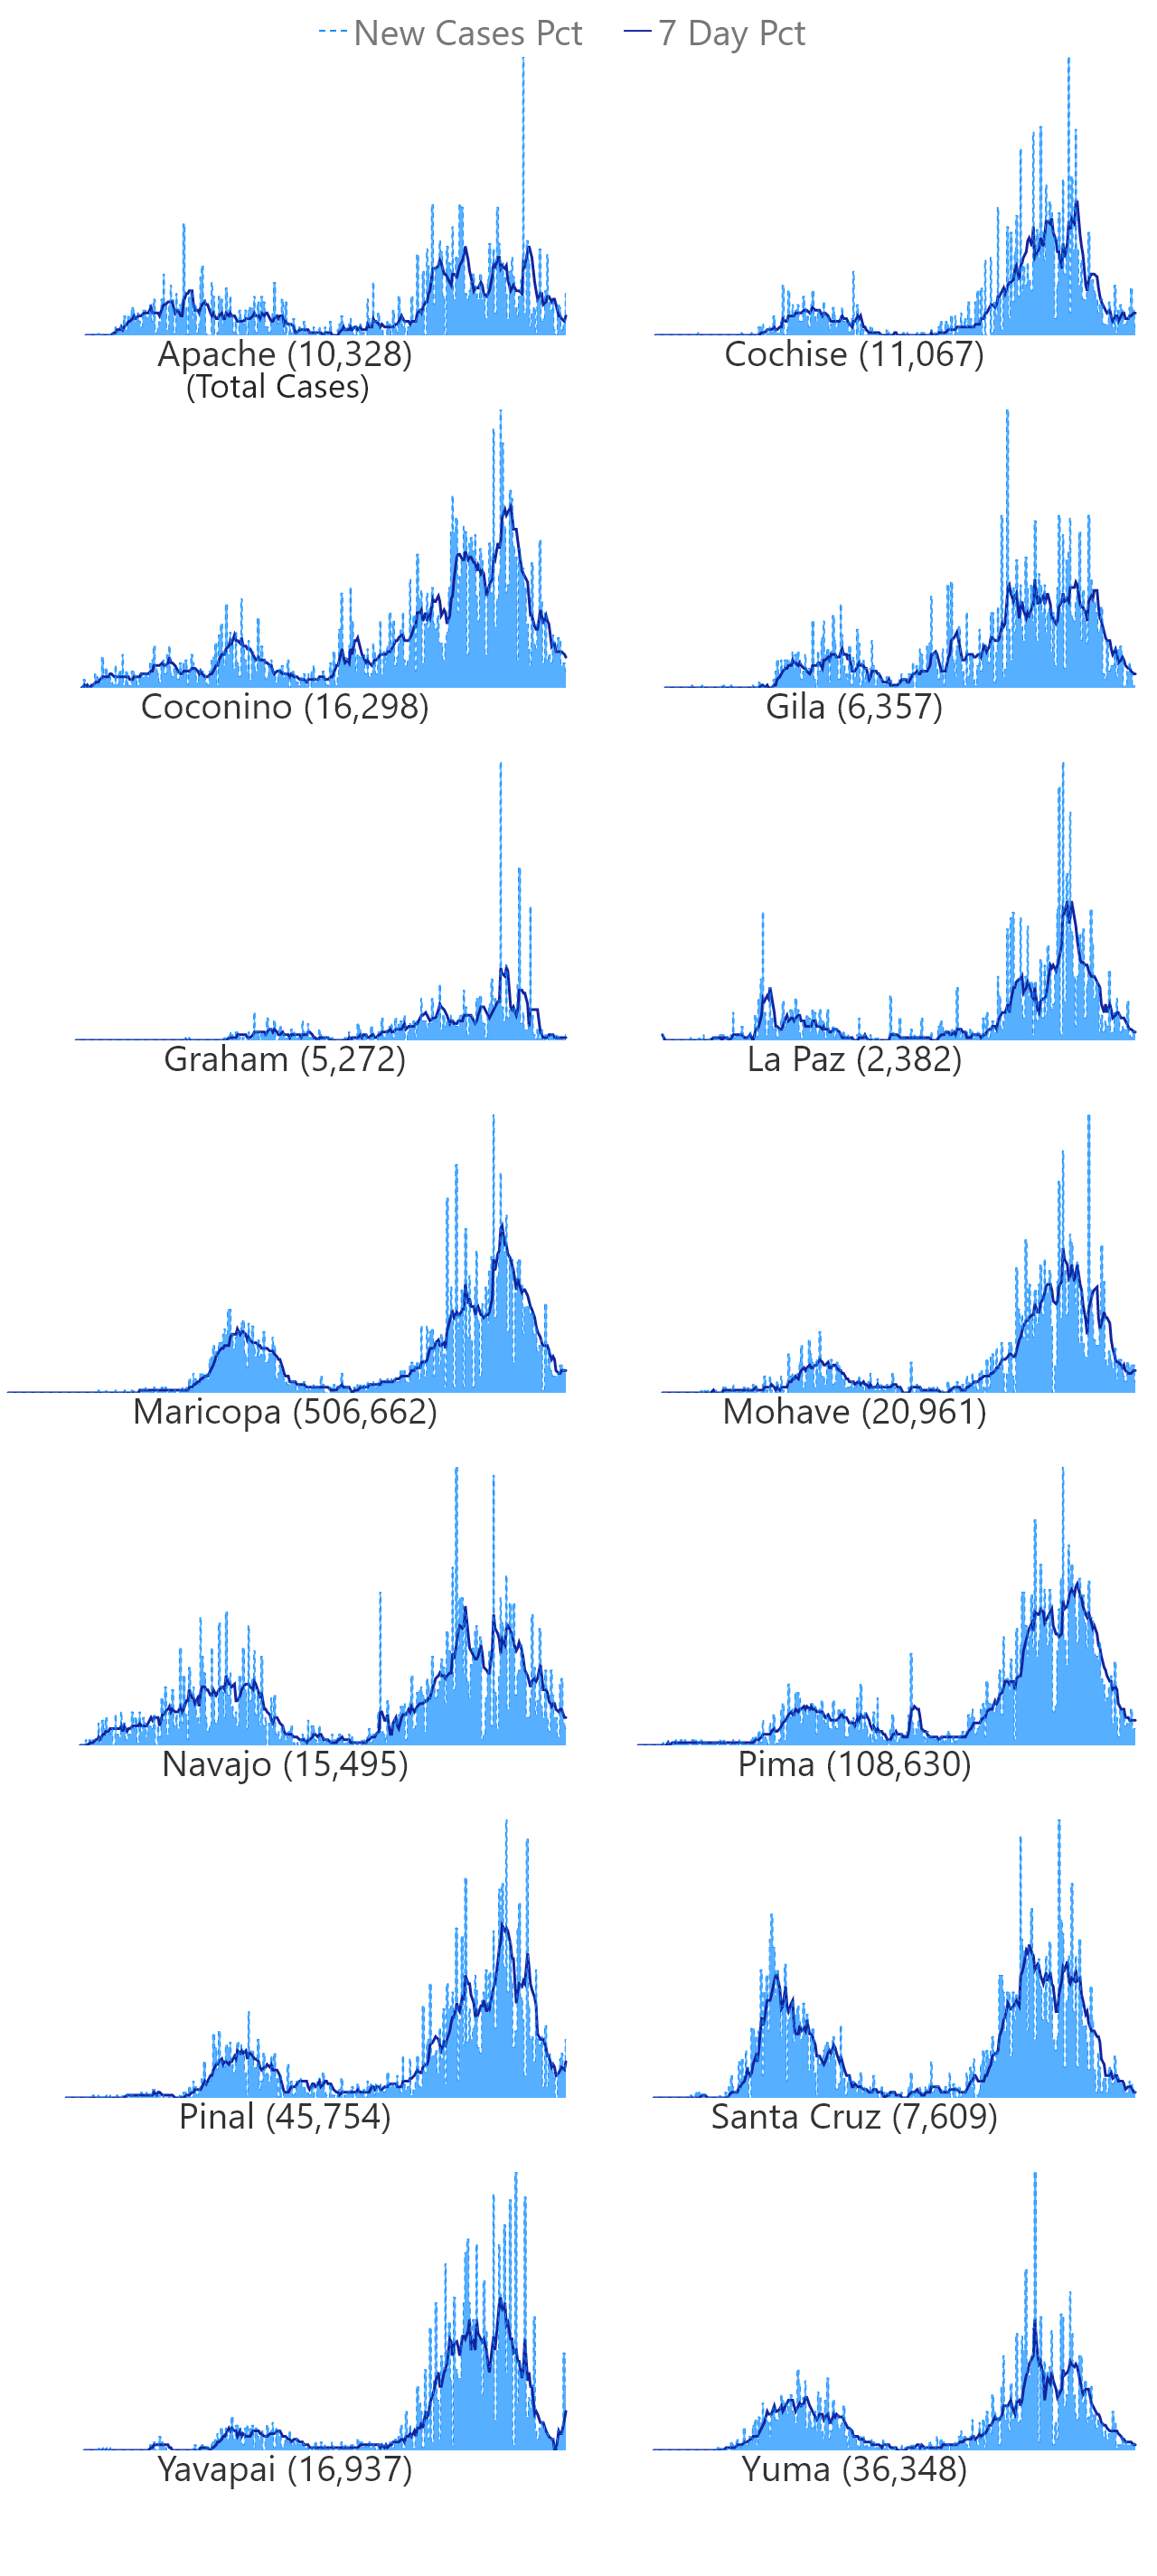 New Cases Pct 7 Day Pct
Apache (10,328) Cochise (11,067)
(Total Cases)
Coconino (16,298) Gila (6,357)
Graham (5,272) La Paz (2,382)
Maricopa (506,662) Mohave (20,961)
Navajo (15,495) Pima (108,630)
Pinal (45,754) Santa Cruz (7,609)
Yavapai (16,937) Yuma (36,348)